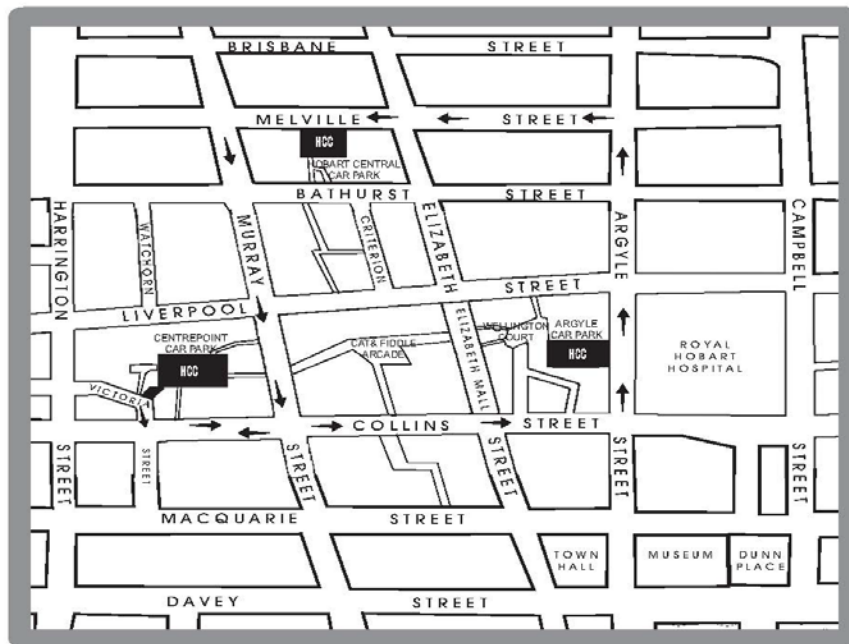 BRISBANE STREET
MELVILLE STREET
HCC
HOBART CENTRAL
CAR PARK
BATHURST STREET
HARRINGTON
WATCHORN
MURRAY
CRITERION
ELIZABETH
ARGYLE
CAMPBELL
LIVERPOOL STREET
CENTREPOINT
CAR PARK
HCC
CAT & FIDDLE
ARCADE
ELIZABETH MALL
WELLINGTON
COURT
ARGYLE
CAR PARK
HCC
ROYAL
HOBART
HOSPITAL
VICTORIA
COLLINS STREET
STREET
STREET
STREET
STREET
STREET
STREET
MACQUARIE STREET
TOWN
HALL
MUSEUM
DUNN
PLACE
DAVEY STREET